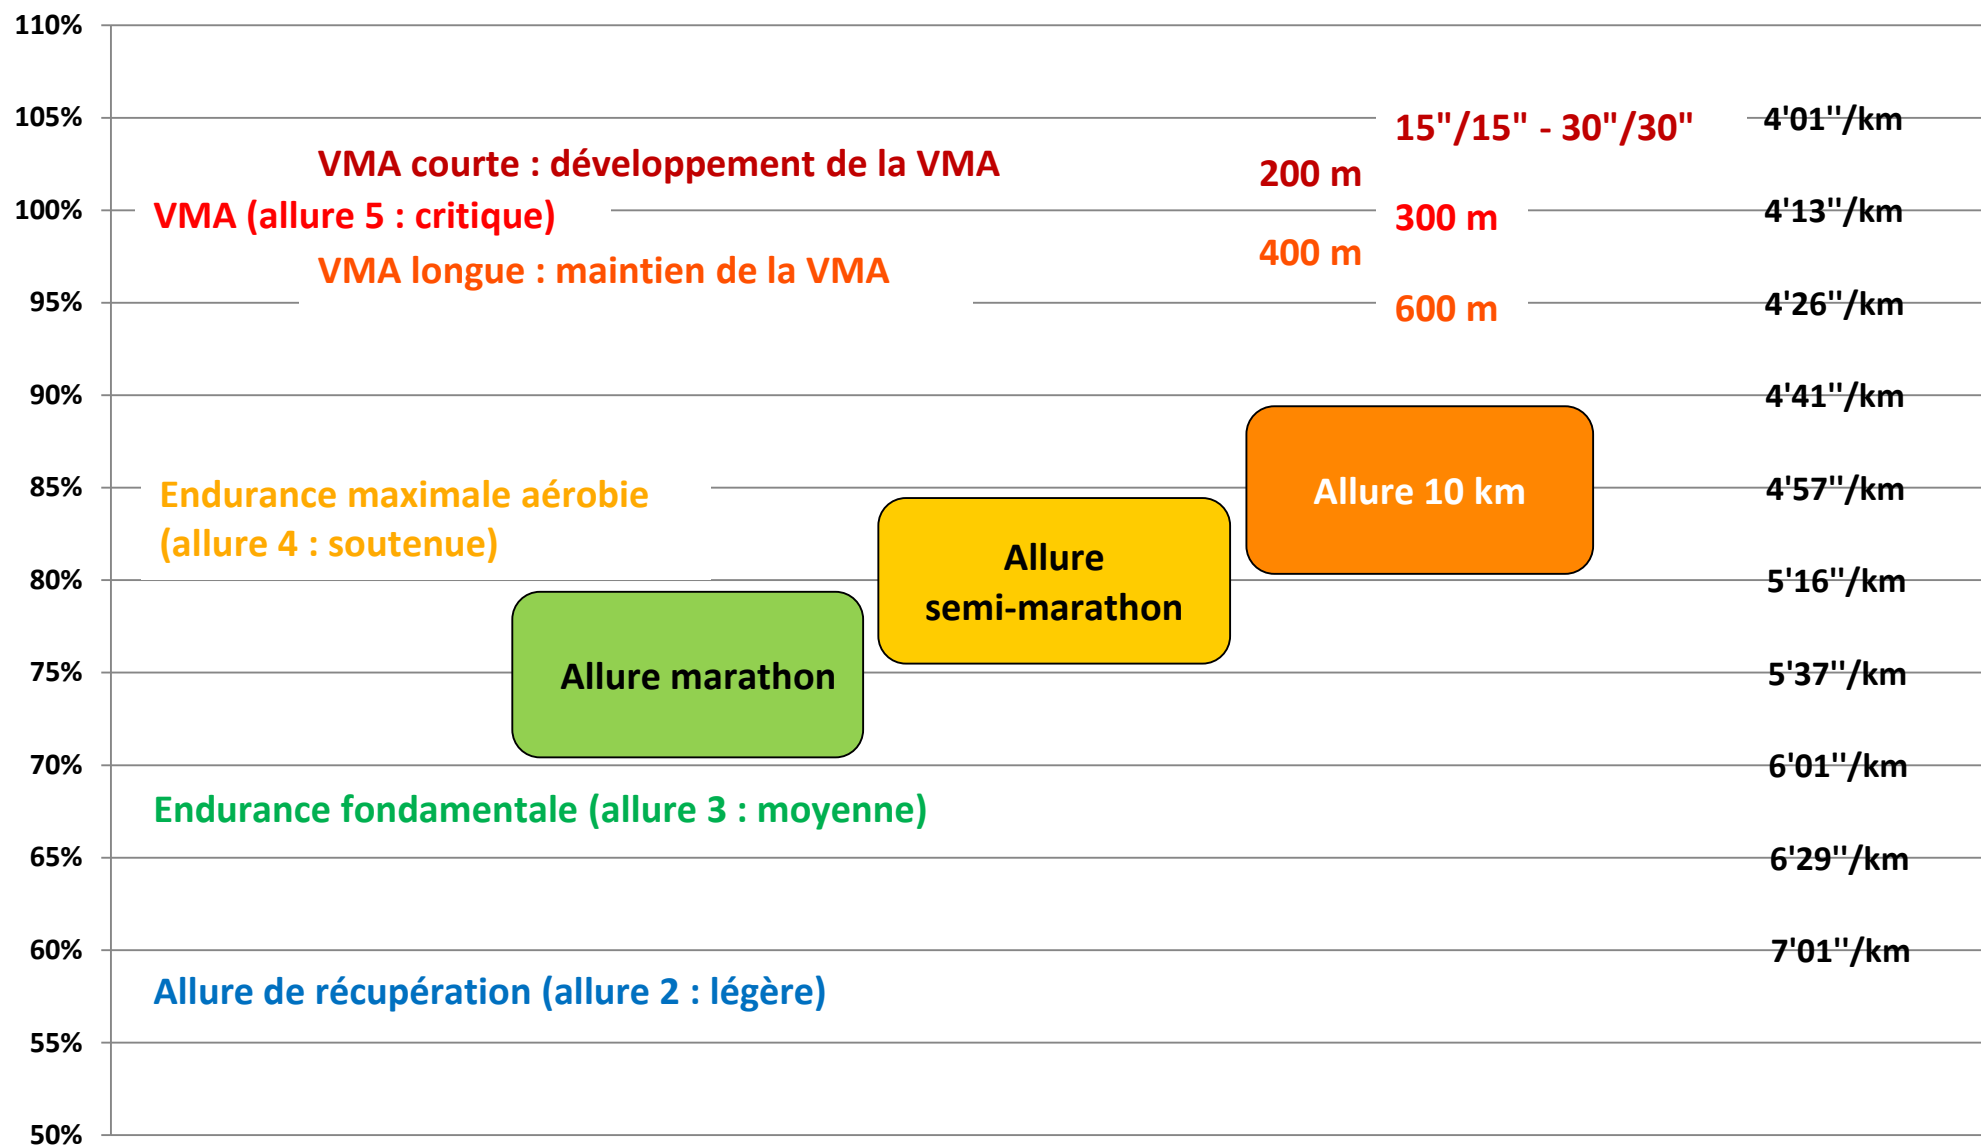 110%
105%
15"/15" - 30"/30"
4'01''/km
VMA courte : développement de la VMA
200 m
100%
VMA (allure 5 : critique)
300 m
4'13''/km
400 m
VMA longue : maintien de la VMA
95%
600 m
4'26''/km
90%
4'41''/km
85%
Endurance maximale aérobie
(allure 4 : soutenue)
Allure 10 km
4'57''/km
Allure
semi-marathon
80%
5'16''/km
75%
Allure marathon
5'37''/km
70%
6'01''/km
Endurance fondamentale (allure 3 : moyenne)
65%
6'29''/km
60%
7'01''/km
Allure de récupération (allure 2 : légère)
55%
50%